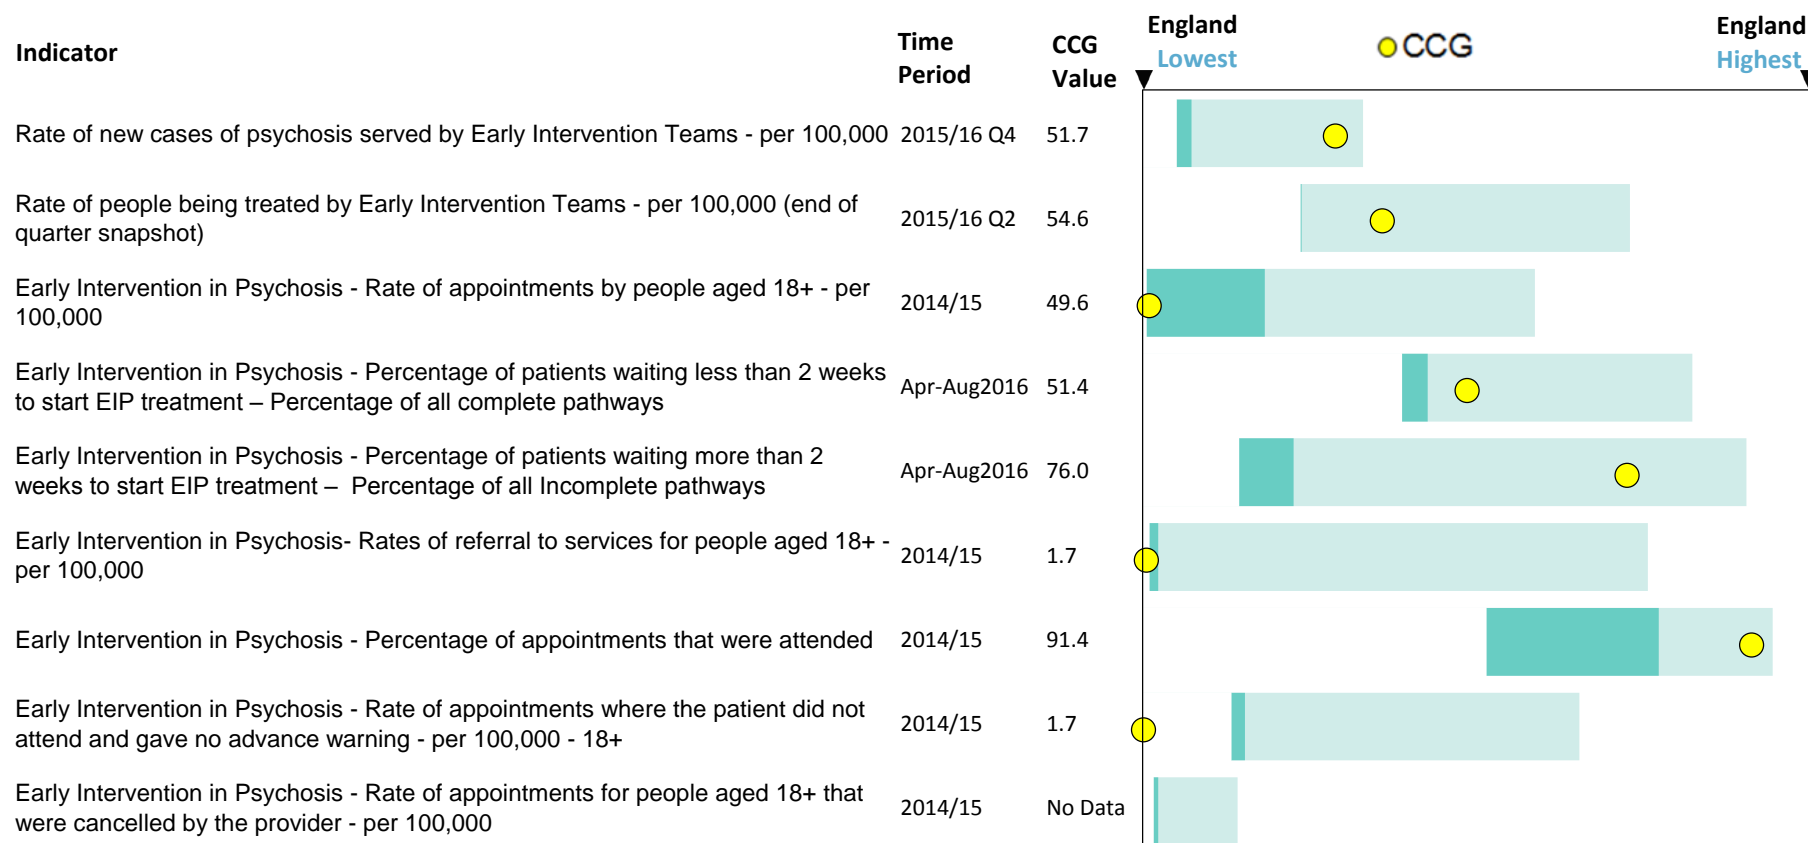 Indicator
Time
Period
CCG
Value
England
Lowest
CCG
England
Highest
Rate of new cases of psychosis served by Early Intervention Teams - per 100,000 2015/16 Q4 51.7
Rate of people being treated by Early Intervention Teams - per 100,000 (end of
quarter snapshot)
2015/16 Q2 54.6
Early Intervention in Psychosis - Rate of appointments by people aged 18+ - per
100,000
2014/15 49.6
Early Intervention in Psychosis - Percentage of patients waiting less than 2 weeks
to start EIP treatment – Percentage of all complete pathways
Apr-Aug2016 51.4
Early Intervention in Psychosis - Percentage of patients waiting more than 2
weeks to start EIP treatment – Percentage of all Incomplete pathways
Apr-Aug2016 76.0
Early Intervention in Psychosis- Rates of referral to services for people aged 18+ -
per 100,000
2014/15 1.7
Early Intervention in Psychosis - Percentage of appointments that were attended 2014/15 91.4
Early Intervention in Psychosis - Rate of appointments where the patient did not
attend and gave no advance warning - per 100,000 - 18+
2014/15 1.7
Early Intervention in Psychosis - Rate of appointments for people aged 18+ that
were cancelled by the provider - per 100,000
2014/15 No Data